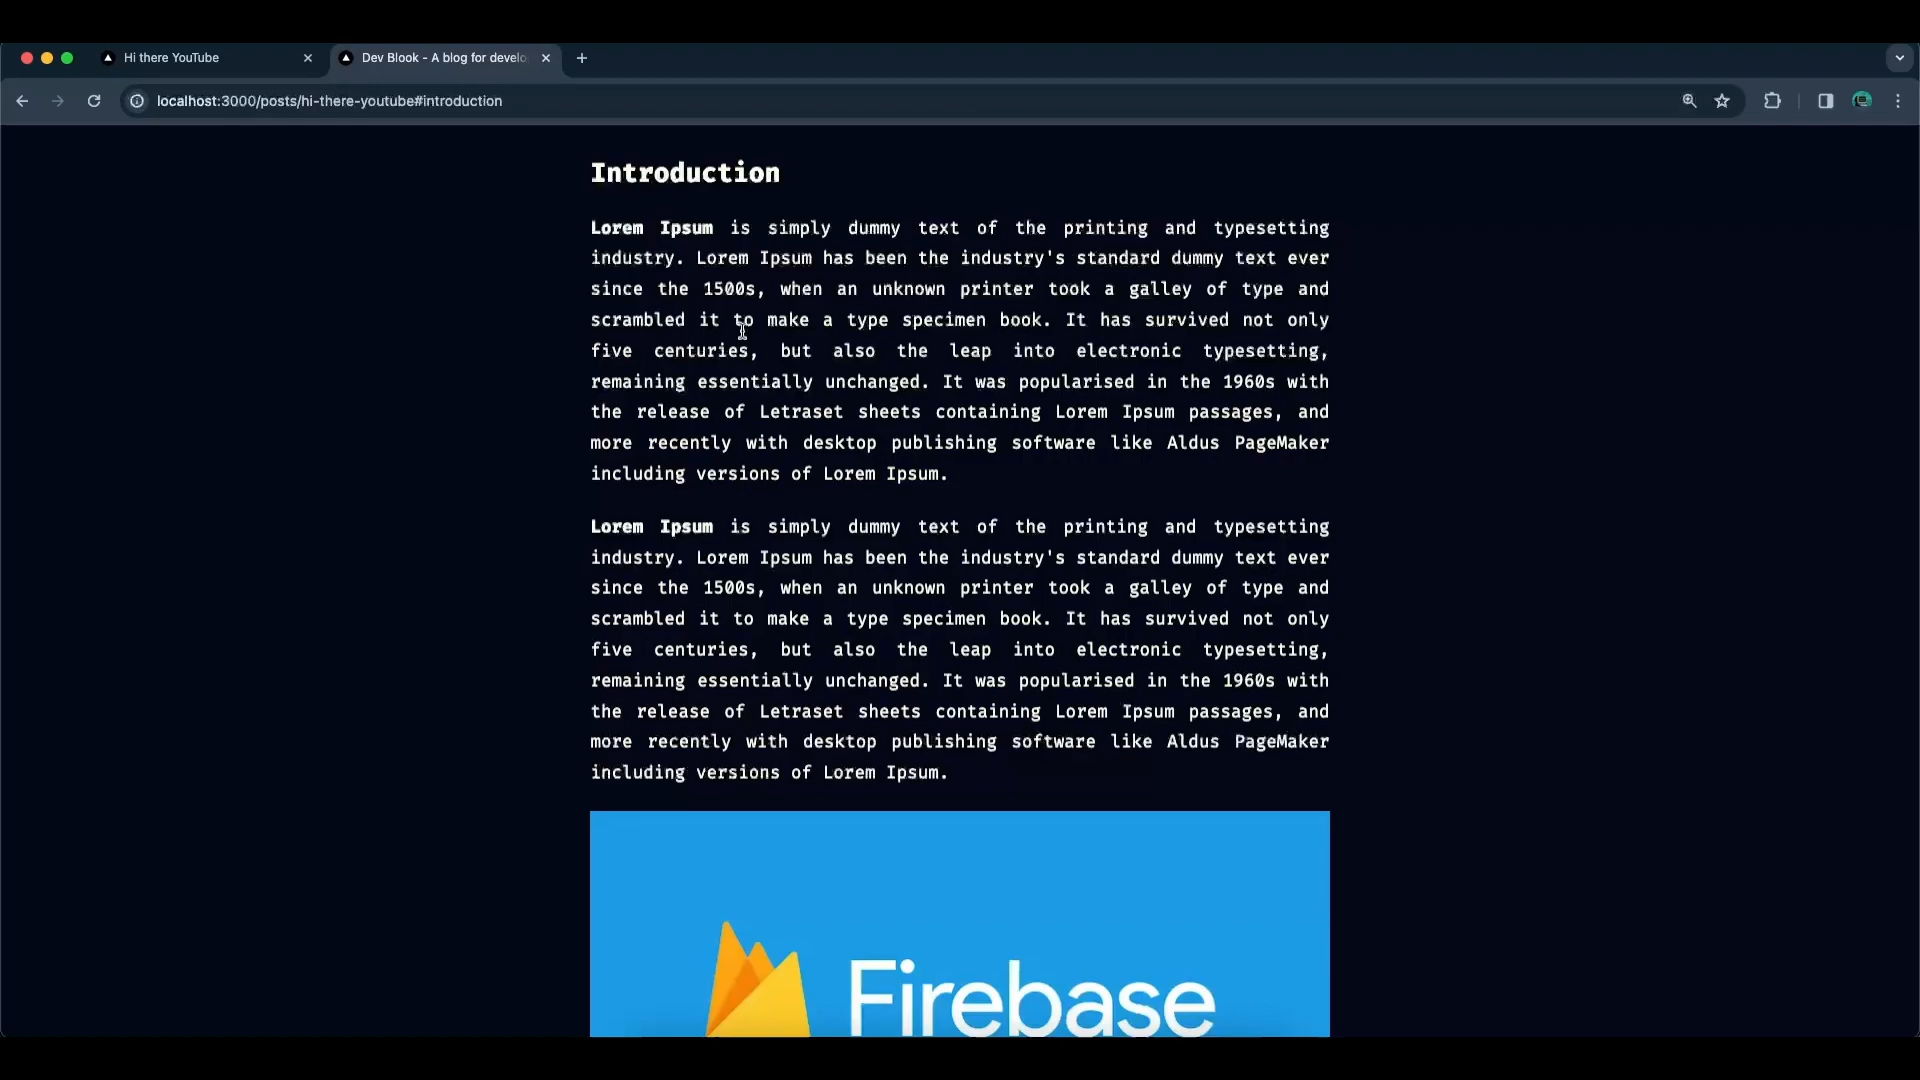 Hi there YouTube
Dev Blook - A blog for develo
localhost:3000/posts/hi-there-youtube#introduction
Introduction
Lorem Ipsum is simply dummy text of the printing and typesetting
industry. Lorem Ipsum has been the industry's standard dummy text ever
since the 1500s, when an unknown printer took a galley of type and
scrambled it to make a type specimen book. It has survived not only
five centuries, but also the leap into electronic typesetting,
remaining essentially unchanged. It was popularised in the 1960s with
the release of Letraset sheets containing Lorem Ipsum passages, and
more recently with desktop publishing software like Aldus PageMaker
including versions of Lorem Ipsum.
Lorem Ipsum is simply dummy text of the printing and typesetting
industry. Lorem Ipsum has been the industry's standard dummy text ever
since the 1500s, when an unknown printer took a galley of type and
scrambled it to make a type specimen book. It has survived not only
five centuries, but also the leap into electronic typesetting,
remaining essentially unchanged. It was popularised in the 1960s with
the release of Letraset sheets containing Lorem Ipsum passages, and
more recently with desktop publishing software like Aldus PageMaker
including versions of Lorem Ipsum.
Firebase